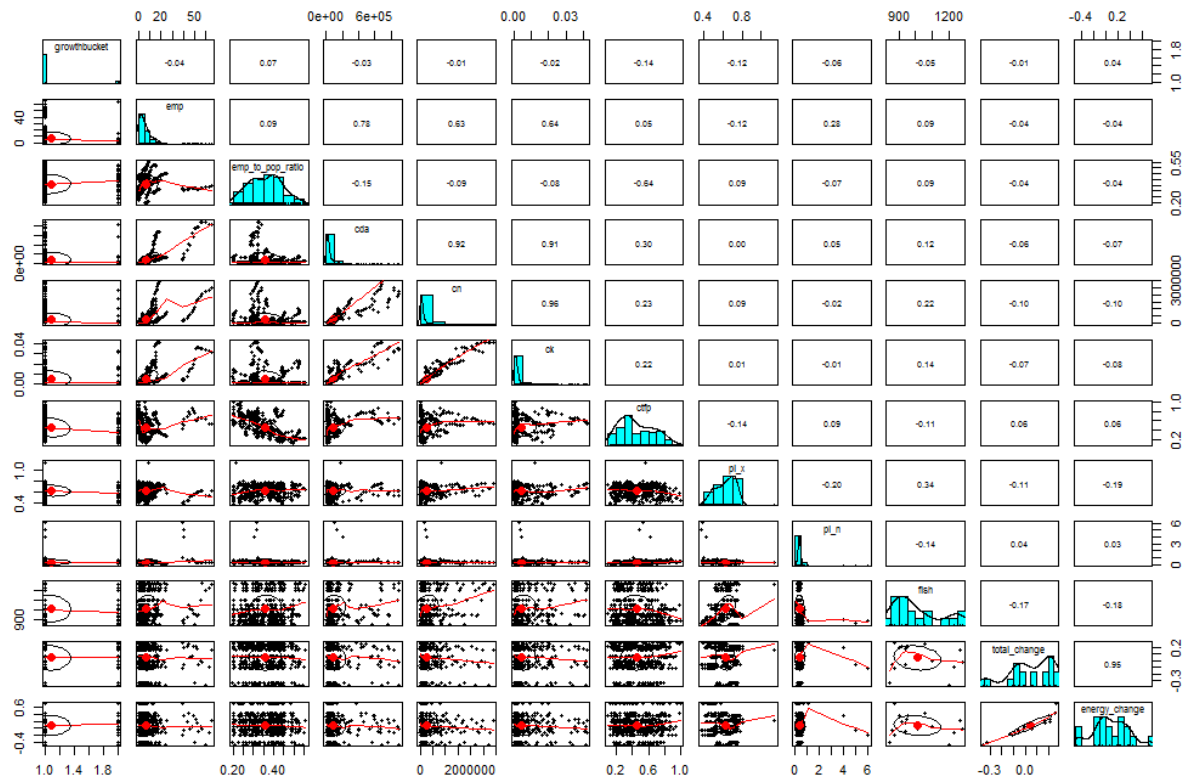 0 20 50 0e+00 6e+05 0.00 0.03 0.4 0.8 900 1200 -0.4 0.2
growthbucket -0.04 0.07 -0.03 -0.01 -0.02 -0.14 -0.12 -0.06 -0.05 -0.01 0.04 1.0 1.8
0 40 emp 0.09 0.78 0.63 0.64 0.05 -0.12 0.28 0.09 -0.04 -0.04
emp_to_pop_ratio -0.15 -0.09 -0.08 -0.64 0.09 -0.07 0.09 -0.04 -0.04 0.20 0.555
0e+00 cda 0.92 0.91 0.30 0.00 0.05 0.12 -0.06 -0.07
cn 0.96 0.23 0.09 -0.02 0.22 -0.10 -0.10 0 3000000
0.00 0.04 ck 0.22 0.01 -0.01 0.14 -0.07 -0.08
ctfp -0.14 0.09 -0.11 0.06 0.06 0.2 1.0
0.4 1.0 pl_x -0.20 0.34 -0.11 -0.19
pl_n -0.14 0.04 0.03 0 2 4 6
900 fish -0.17 -0.18
total_change 0.95 -0.3 0.2
-0.4 0.6 energy_change
1.0 1.4 1.8 0.20 0.40 0 2000000 0.2 0.6 1.0 0 2 4 6 -0.3 0.2